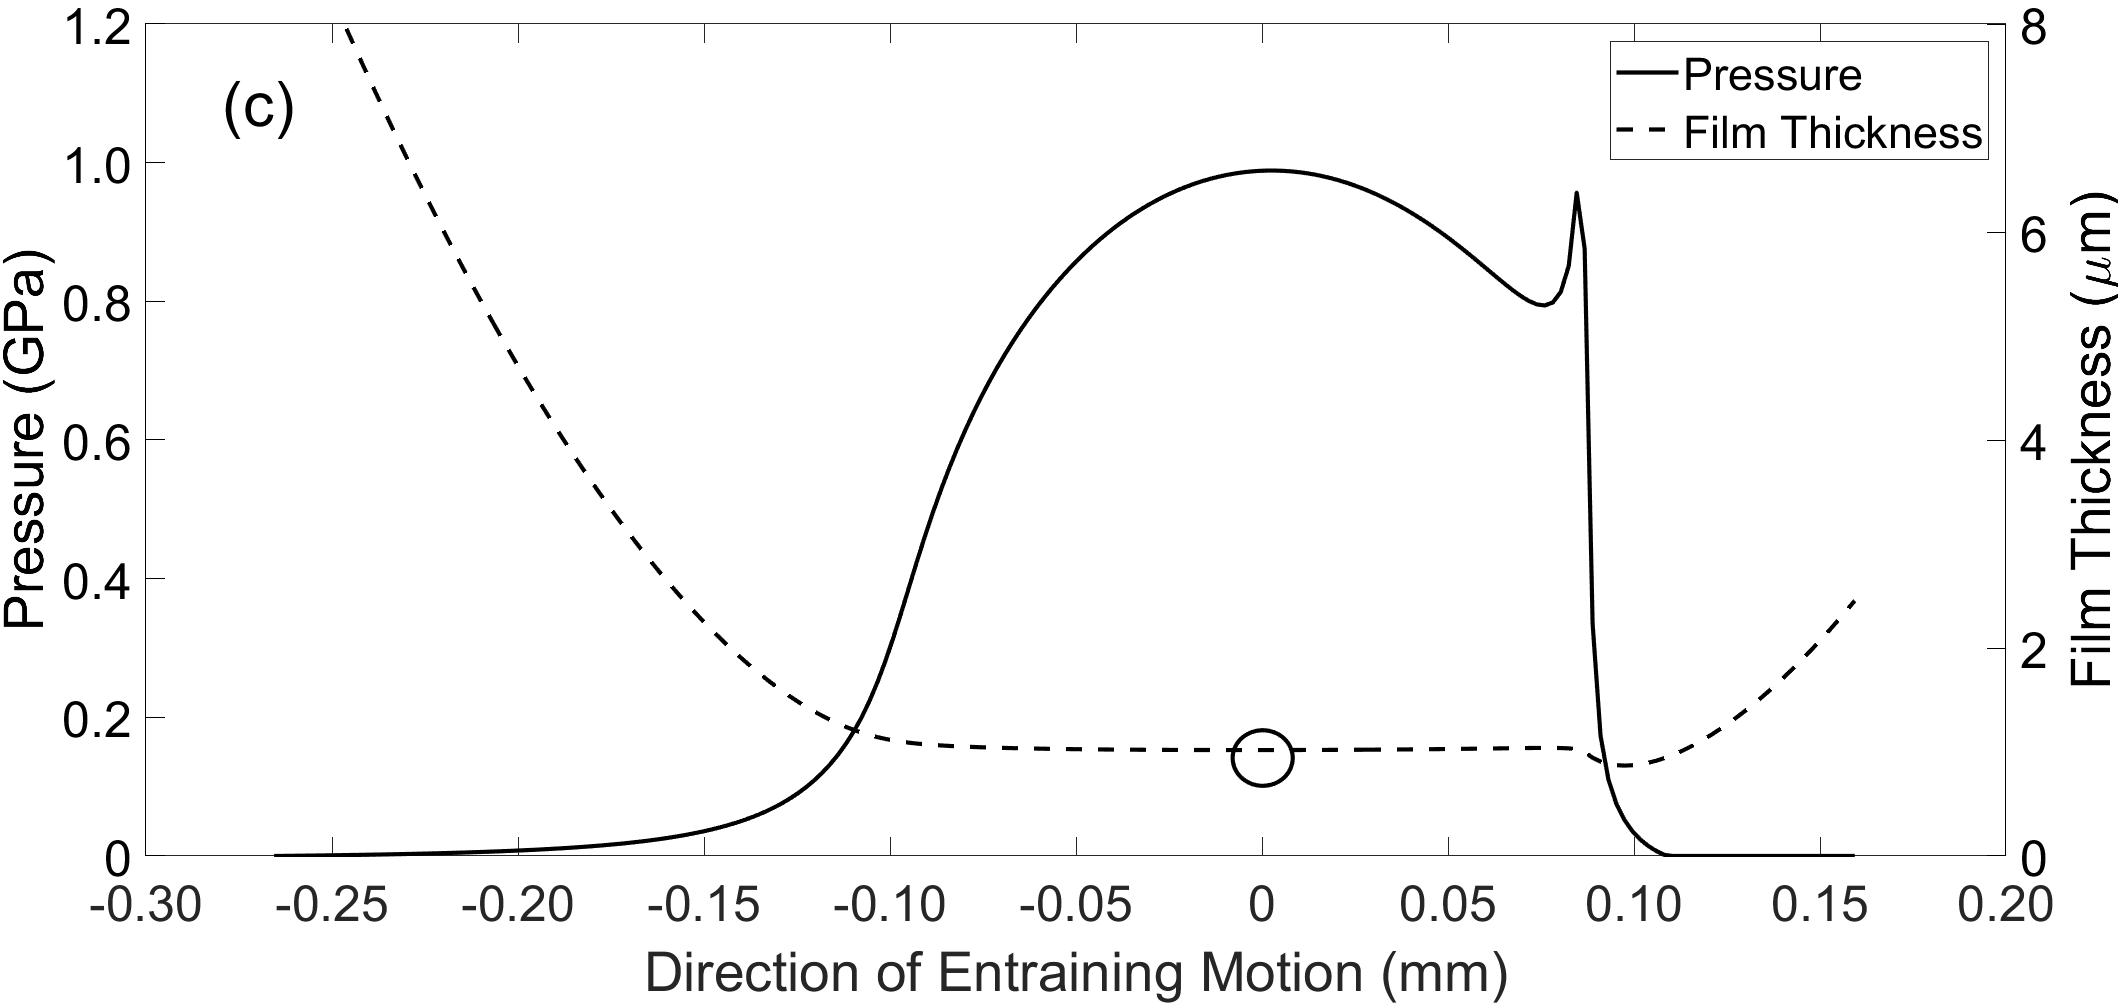 (c)
Pressure
Film Thickness
Pressure (GPa)
1.2
1.0
0.8
0.6
0.4
0.2
0
Film Thickness (μm)
8
6
4
2
0
-0.30 -0.25 -0.20 -0.15 -0.10 -0.05 0 0.05 0.10 0.15 0.20
Direction of Entraining Motion (mm)